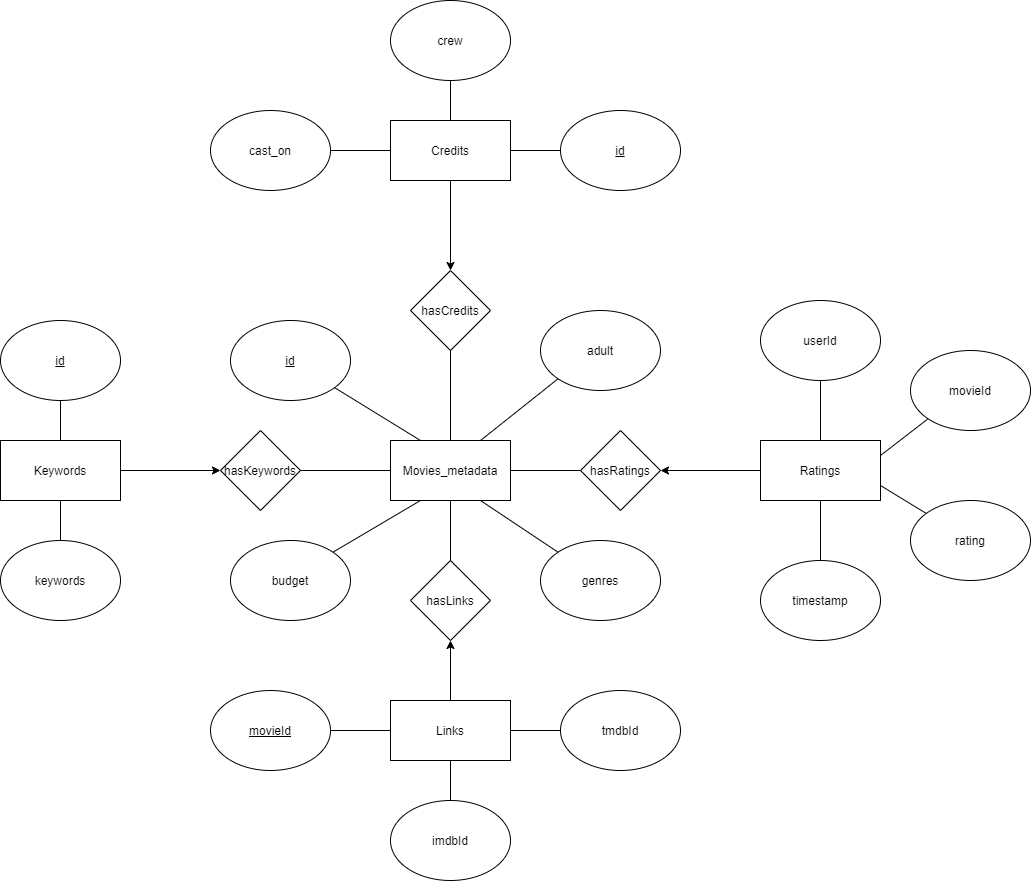 crew
cast_on
Credits
id
hasCredits
id
id
adult
userId
movieId
Keywords
hasKeywords
Movies_metadata
hasRatings
Ratings
keywords
budget
hasLinks
genres
rating
timestamp
movieId
Links
tmdbId
imdbId